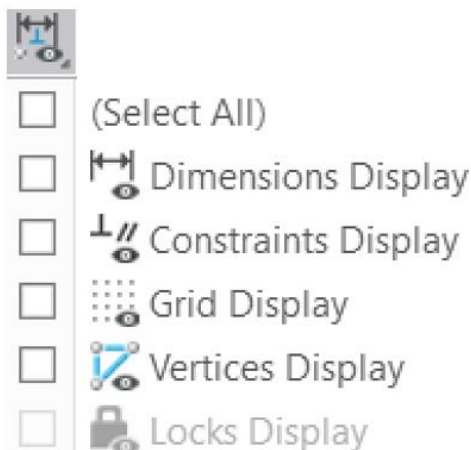 (Select All)
Dimensions Display
Constraints Display
Grid Display
Vertices Display
Locks Display